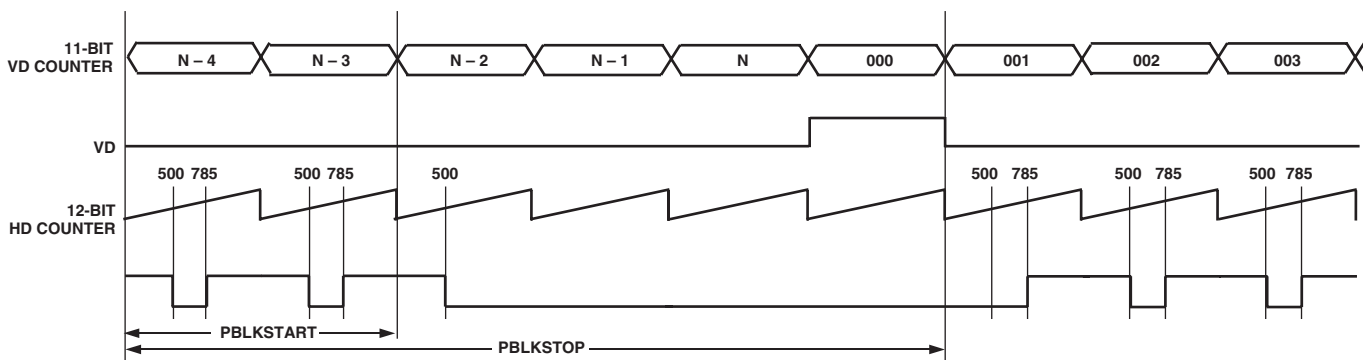 11-BIT
VD COUNTER
N – 4 N – 3 N – 2 N – 1 N 000 001 002 003
VD
500 785 500 785 500 500 785 500 785 500 785
12-BIT
HD COUNTER
PBLKSTART
PBLKSTOP